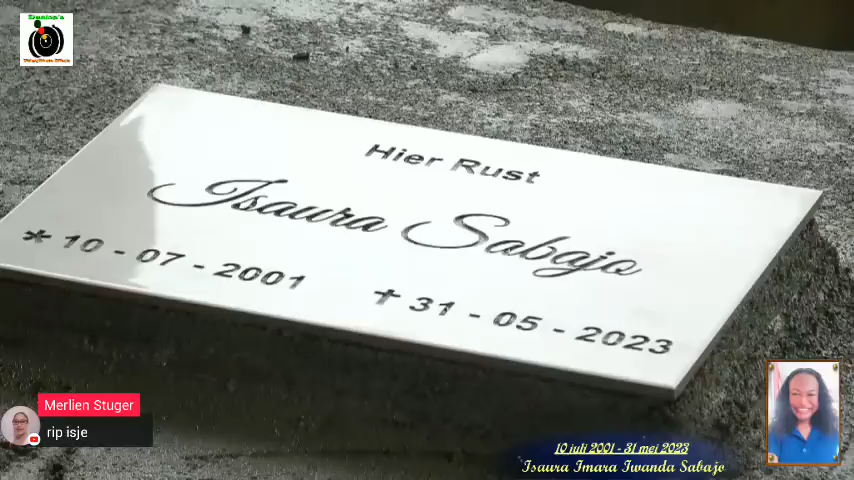 Denian's
Hier Rust
Isaura Sabajo
* 10 - 07 - 2001
† 31 - 05 - 2023
Merlien Stuger
rip isje
10 juli 2001 - 31 mei 2023
Isaura Imara Iwanda Sabajo